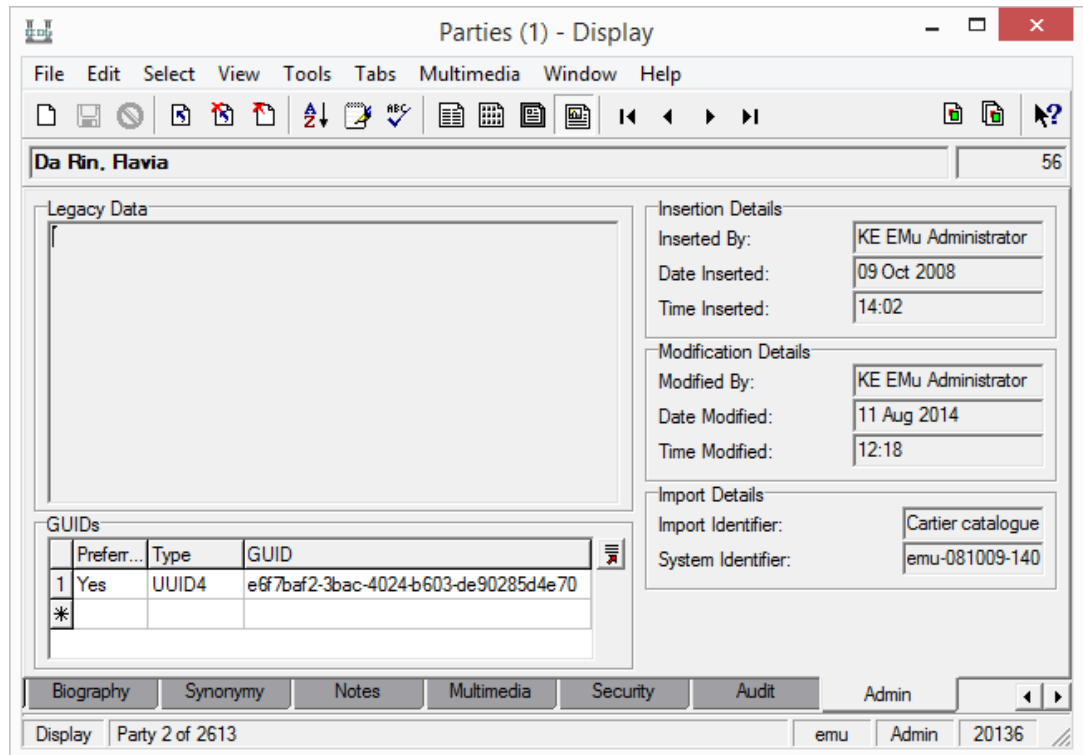 Parties (1) - Display
File Edit Select View Tools Tabs Multimedia Window Help
Da Rin, Flavia 56
Legacy Data
Insertion Details
Inserted By: KE EMu Administrator
Date Inserted: 09 Oct 2008
Time Inserted: 14:02
Modification Details
Modified By: KE EMu Administrator
Date Modified: 11 Aug 2014
Time Modified: 12:18
Import Details
Import Identifier: Cartier catalogue
System Identifier: emu-081009-140
GUIDs
Preferr... Type GUID
1 Yes UUID4 e6f7baf2-3bac-4024-b603-de90285d4e70
Biography Synonymy Notes Multimedia Security Audit Admin
Display Party 2 of 2613 emu Admin 20136